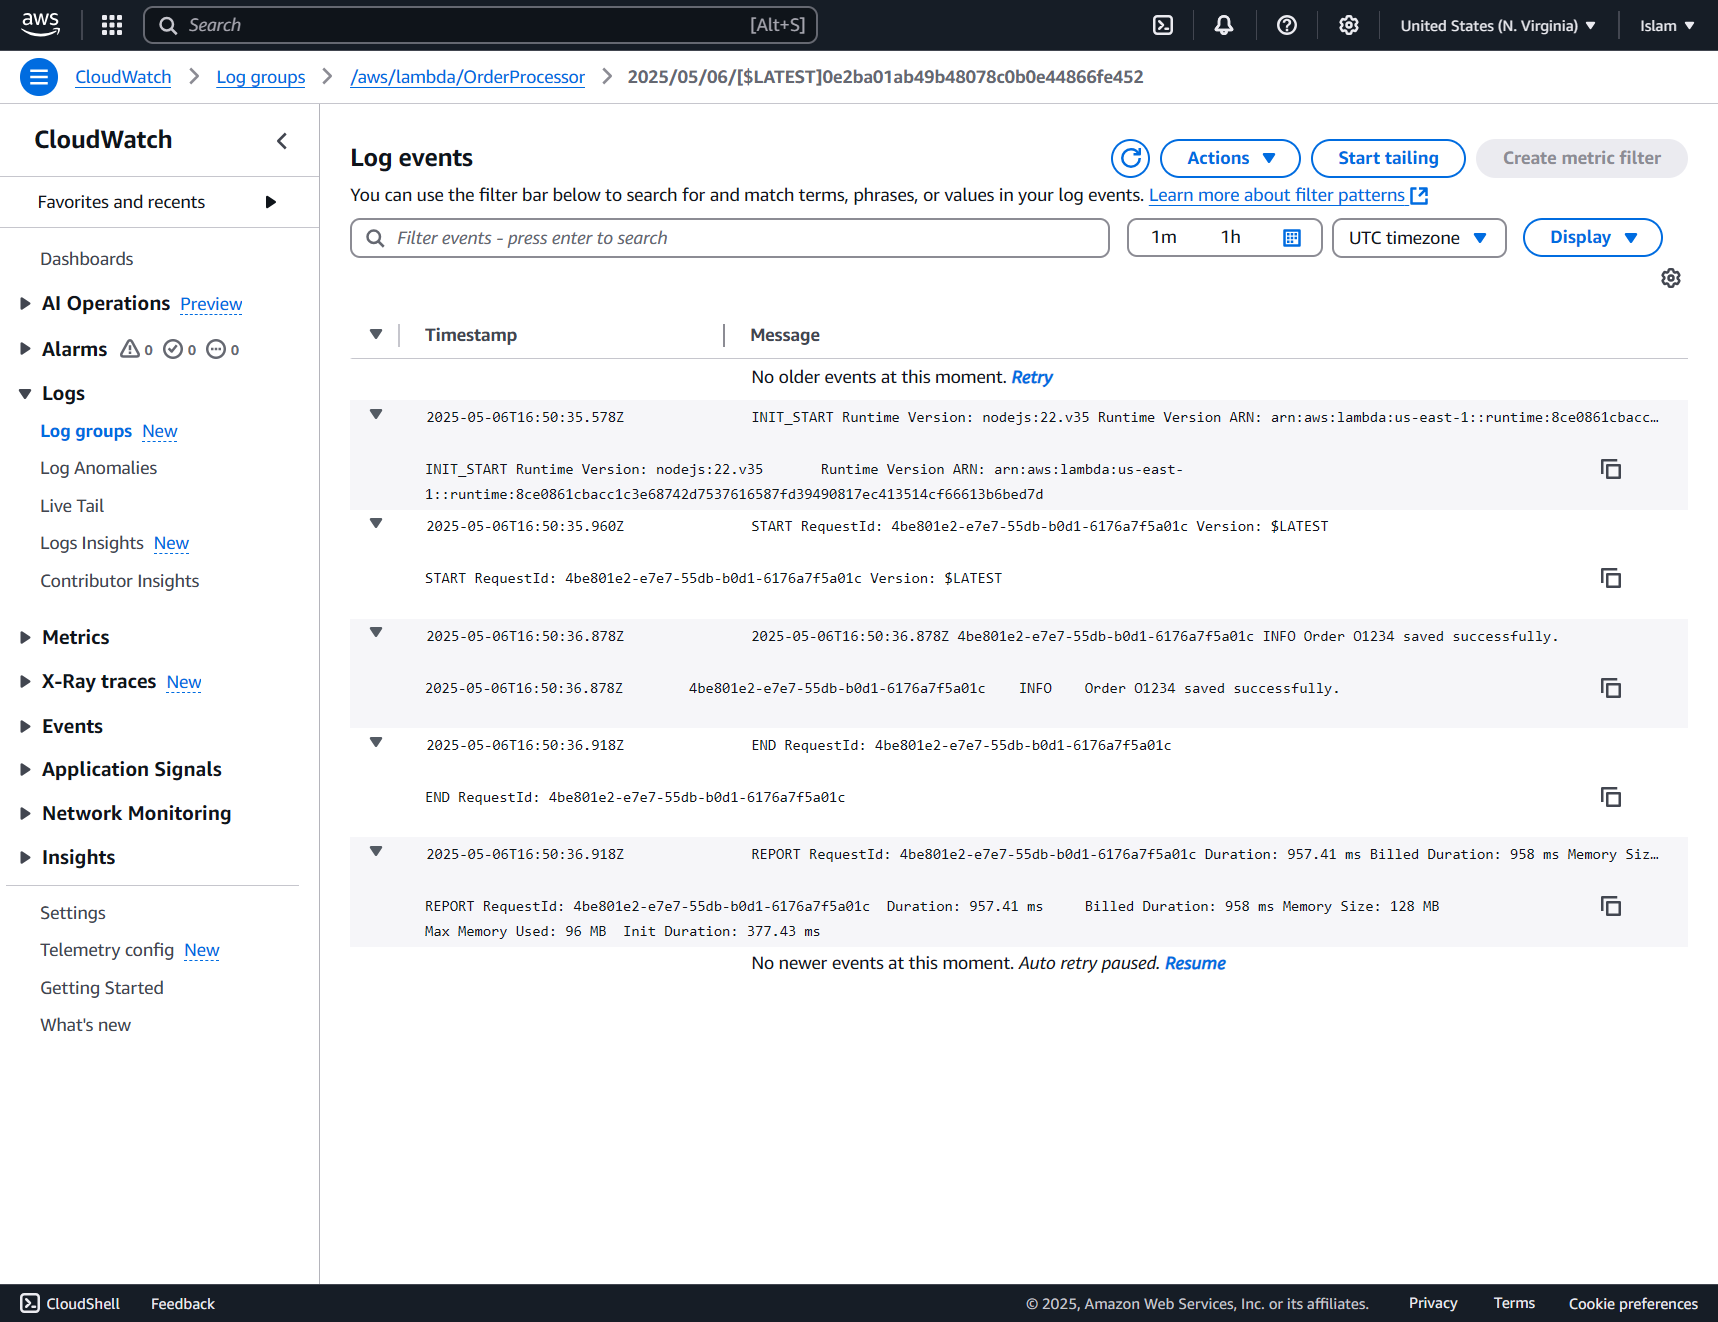 aws
Search [Alt+S]
United States (N. Virginia)
Islam
CloudWatch
Log groups
/aws/lambda/OrderProcessor
2025/05/06/[$LATEST]0e2ba01ab49b48078c0b0e44866fe452
CloudWatch
Favorites and recents
Dashboards
AI Operations Preview
Alarms 0 0 0
Logs
Log groups New
Log Anomalies
Live Tail
Logs Insights New
Contributor Insights
Metrics
X-Ray traces New
Events
Application Signals
Network Monitoring
Insights
Settings
Telemetry config New
Getting Started
What's new
Log events
Actions
Start tailing
Create metric filter
You can use the filter bar below to search for and match terms, phrases, or values in your log events. Learn more about filter patterns
Filter events - press enter to search
1m 1h
UTC timezone
Display
Timestamp Message
No older events at this moment. Retry
2025-05-06T16:50:35.578Z INIT_START Runtime Version: nodejs:22.v35 Runtime Version ARN: arn:aws:lambda:us-east-1::runtime:8ce0861cbacc…
INIT_START Runtime Version: nodejs:22.v35 Runtime Version ARN: arn:aws:lambda:us-east-
1::runtime:8ce0861cbacc1c3e68742d7537616587fd39490817ec413514cf66613b6bed7d
2025-05-06T16:50:35.960Z START RequestId: 4be801e2-e7e7-55db-b0d1-6176a7f5a01c Version: $LATEST
START RequestId: 4be801e2-e7e7-55db-b0d1-6176a7f5a01c Version: $LATEST
2025-05-06T16:50:36.878Z 2025-05-06T16:50:36.878Z 4be801e2-e7e7-55db-b0d1-6176a7f5a01c INFO Order O1234 saved successfully.
2025-05-06T16:50:36.878Z 4be801e2-e7e7-55db-b0d1-6176a7f5a01c INFO Order O1234 saved successfully.
2025-05-06T16:50:36.918Z END RequestId: 4be801e2-e7e7-55db-b0d1-6176a7f5a01c
END RequestId: 4be801e2-e7e7-55db-b0d1-6176a7f5a01c
2025-05-06T16:50:36.918Z REPORT RequestId: 4be801e2-e7e7-55db-b0d1-6176a7f5a01c Duration: 957.41 ms Billed Duration: 958 ms Memory Siz…
REPORT RequestId: 4be801e2-e7e7-55db-b0d1-6176a7f5a01c Duration: 957.41 ms Billed Duration: 958 ms Memory Size: 128 MB
Max Memory Used: 96 MB Init Duration: 377.43 ms
No newer events at this moment. Auto retry paused. Resume
CloudShell
Feedback
© 2025, Amazon Web Services, Inc. or its affiliates.
Privacy
Terms
Cookie preferences